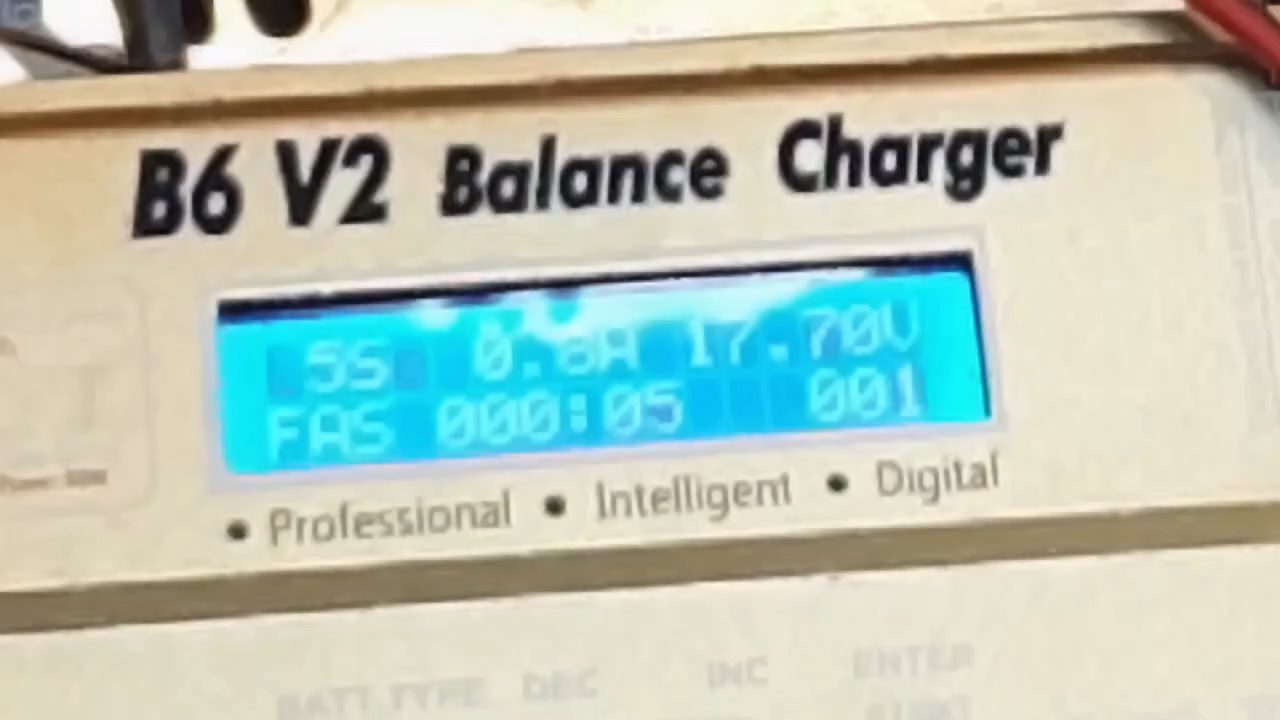 B6 V2 Balance Charger
5S 0.8A 17.70V
FAS 000:05 001
• Professional • Intelligent • Digital
BATT TYPE DEC INC ENTER